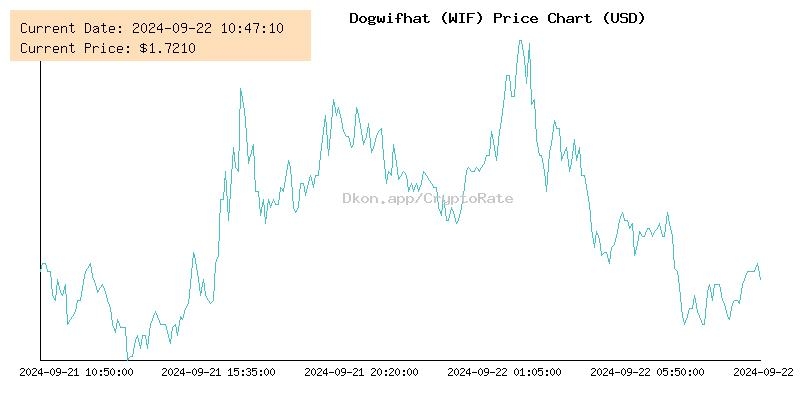 Dogwifhat (WIF) Price Chart (USD)
Current Date: 2024-09-22 10:47:10
Current Price: $1.7210
Dkon.app/CryptoRate
2024-09-21 10:50:00 2024-09-21 15:35:00 2024-09-21 20:20:00 2024-09-22 01:05:00 2024-09-22 05:50:00 2024-09-22